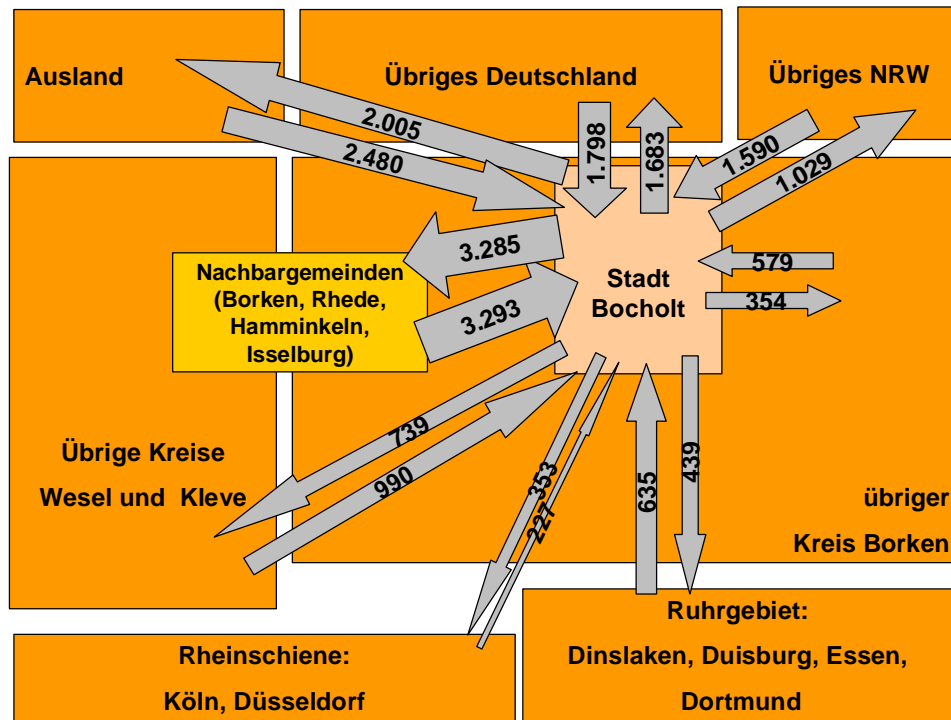 Ausland
Übriges Deutschland
Übriges NRW
2.005
2.480
1.798
1.683
1.590
1.029
3.285
3.293
Nachbargemeinden
(Borken, Rhede,
Hamminkeln,
Isselburg)
Stadt
Bocholt
579
354
739
990
353
227
635
439
Übrige Kreise
Wesel und Kleve
übriger
Kreis Borken
Rheinschiene:
Köln, Düsseldorf
Ruhrgebiet:
Dinslaken, Duisburg, Essen,
Dortmund